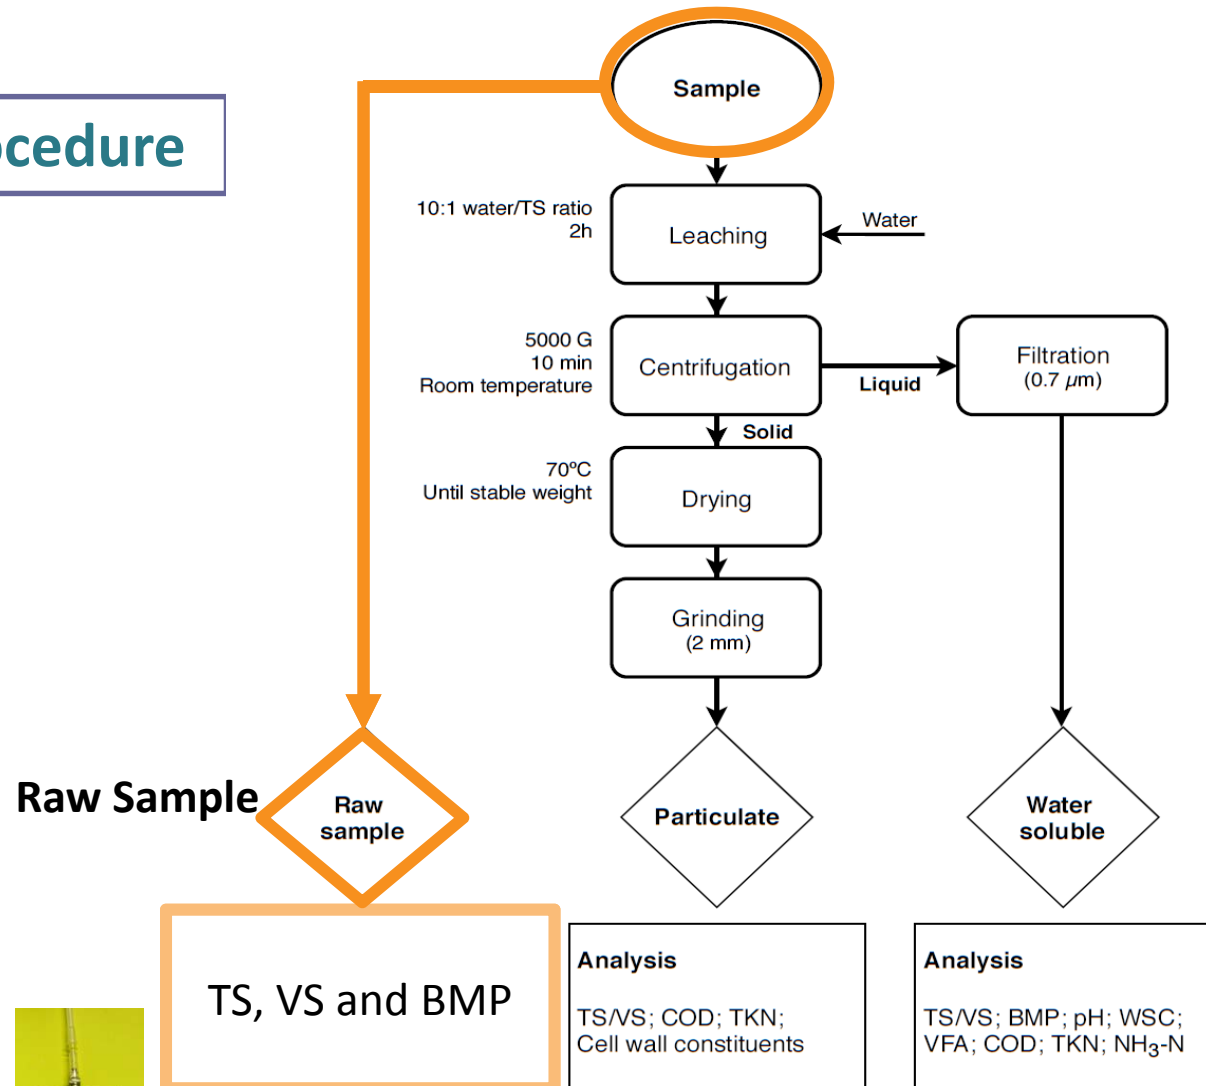 ocedure
Sample
10:1 water/TS ratio
2h
Leaching
Water
5000 G
10 min
Room temperature
Centrifugation
Liquid
Filtration
(0.7 µm)
Solid
70ºC
Until stable weight
Drying
Grinding
(2 mm)
Raw Sample
Raw
sample
Particulate
Water
soluble
TS, VS and BMP
Analysis
TS/VS; COD; TKN;
Cell wall constituents
Analysis
TS/VS; BMP; pH; WSC;
VFA; COD; TKN; NH₃-N